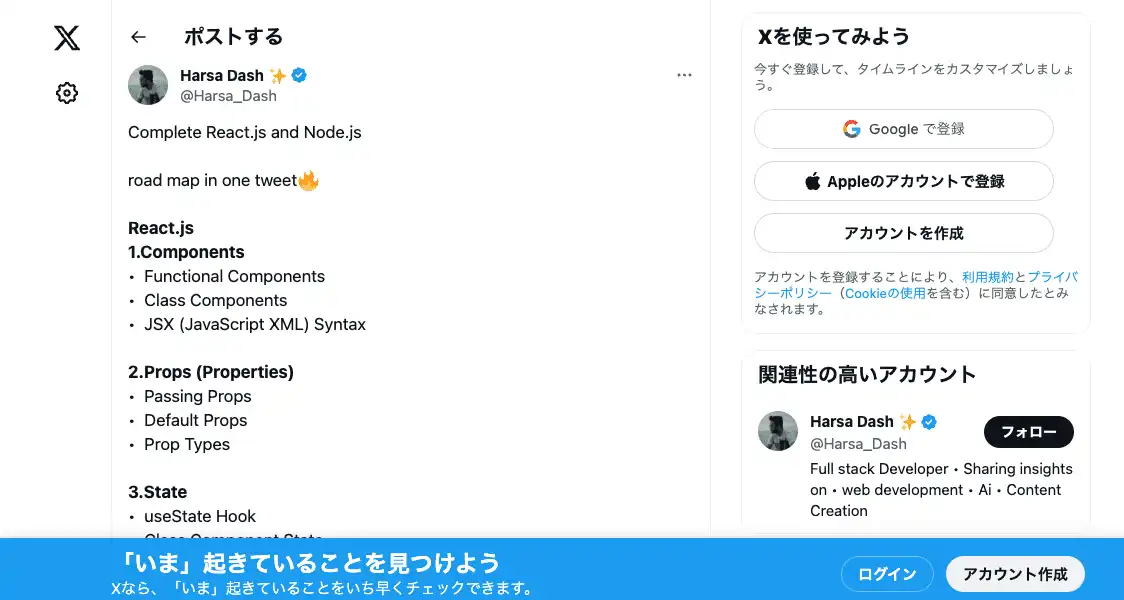 ポストする
Harsa Dash ✨
@Harsa_Dash
Complete React.js and Node.js
road map in one tweet🔥
React.js
1.Components
• Functional Components
• Class Components
• JSX (JavaScript XML) Syntax
2.Props (Properties)
• Passing Props
• Default Props
• Prop Types
3.State
• useState Hook
Xを使ってみよう
今すぐ登録して、タイムラインをカスタマイズしましょ
う。
Google で登録
Appleのアカウントで登録
アカウントを作成
アカウントを登録することにより、利用規約とプライバ
シーポリシー（Cookieの使用を含む）に同意したとみ
なされます。
関連性の高いアカウント
Harsa Dash ✨
@Harsa_Dash
フォロー
Full stack Developer • Sharing insights
on • web development • Ai • Content
Creation
「いま」起きていることを見つけよう
Xなら、「いま」起きていることをいち早くチェックできます。
ログイン
アカウント作成